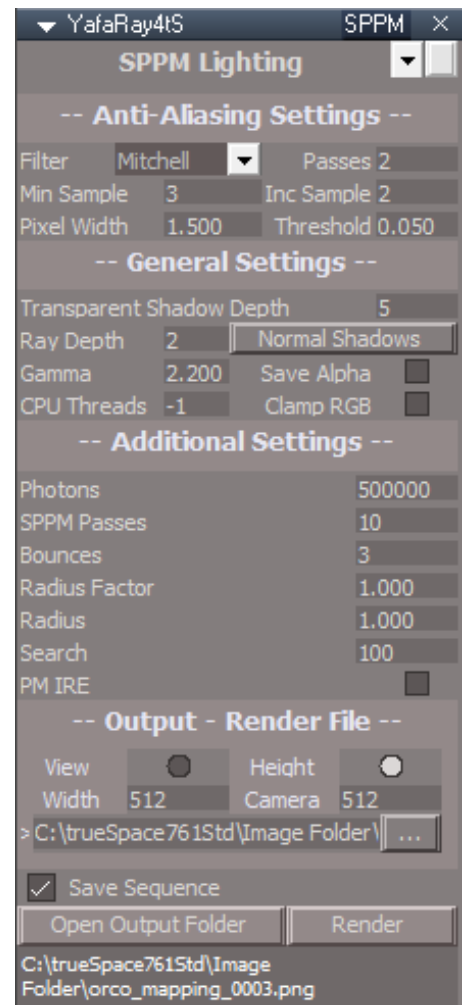 YafaRay4tS SPPM
SPPM Lighting
-- Anti-Aliasing Settings --
Filter Mitchell Passes 2
Min Sample 3 Inc Sample 2
Pixel Width 1.500 Threshold 0.050
-- General Settings --
Transparent Shadow Depth 5
Ray Depth 2 Normal Shadows
Gamma 2.200 Save Alpha
CPU Threads -1 Clamp RGB
-- Additional Settings --
Photons 500000
SPPM Passes 10
Bounces 3
Radius Factor 1.000
Radius 1.000
Search 100
PM IRE
-- Output - Render File --
View Height
Width 512 Camera 512
>C:\trueSpace761Std\Image Folder\ ...
Save Sequence
Open Output Folder Render
C:\trueSpace761Std\Image
Folder\orco_mapping_0003.png